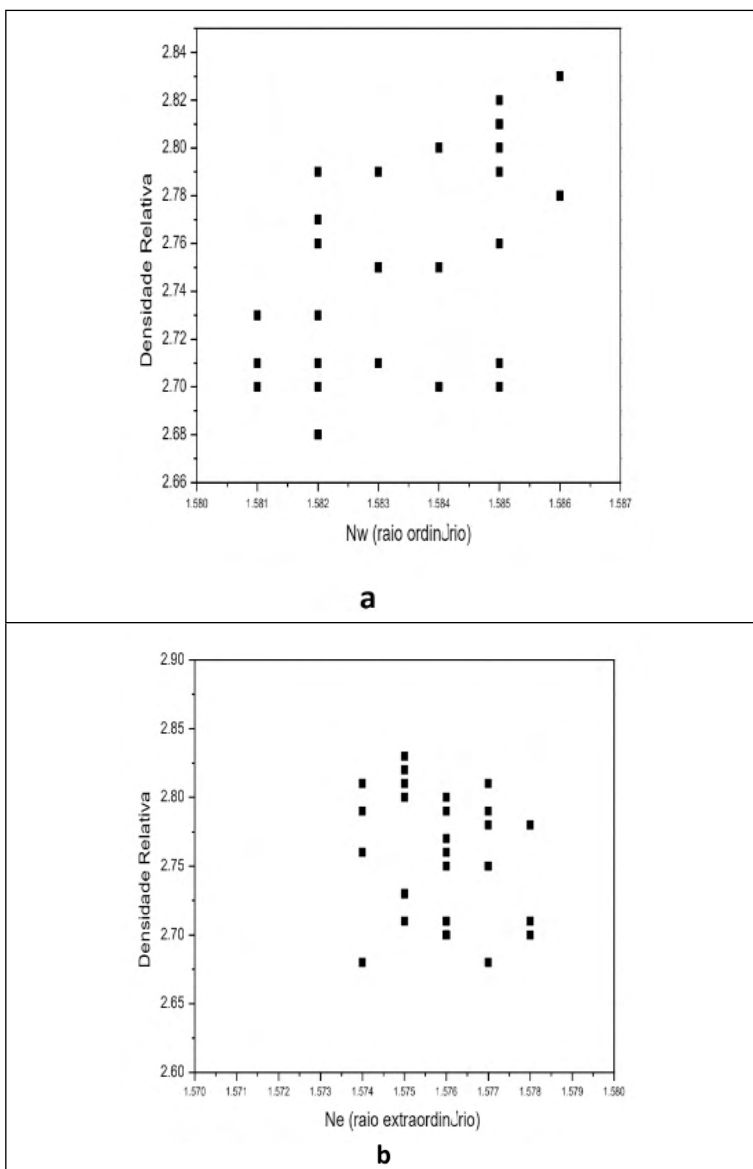 2.84
2.82
2.80
2.78
2.76
2.74
2.72
2.70
2.68
2.66
Densidade Relativa
1.580 1.581 1.582 1.583 1.584 1.585 1.586 1.587
Nw (raio ordinJrio)
a
2.90
2.85
2.80
2.75
2.70
2.65
2.60
Densidade Relativa
1.570 1.571 1.572 1.573 1.574 1.575 1.576 1.577 1.578 1.579 1.580
Ne (raio extraordinJrio)
b